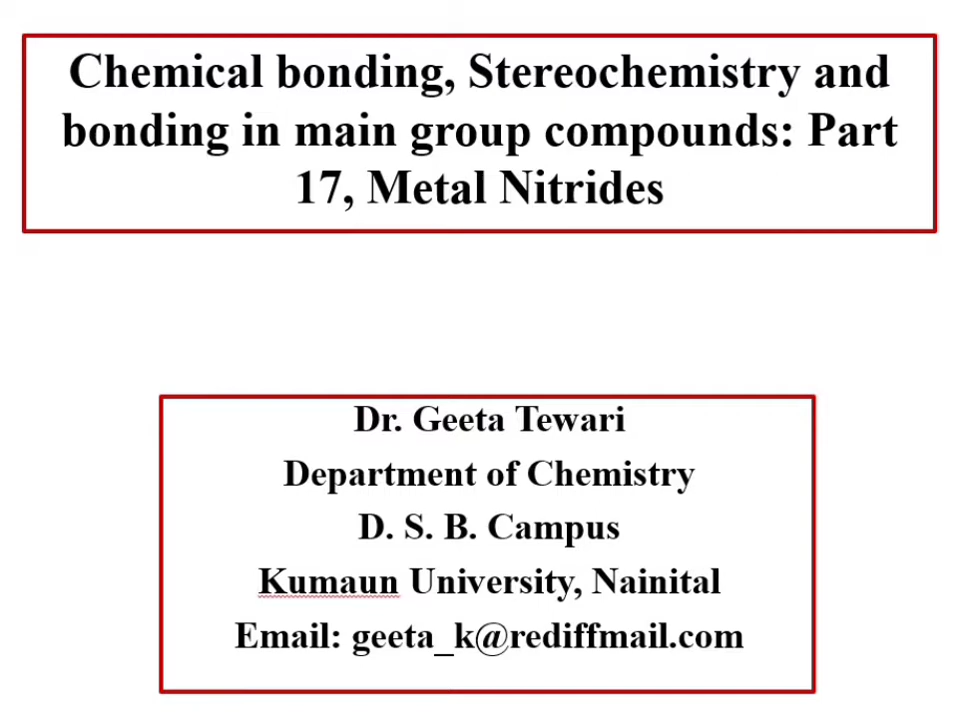 Chemical bonding, Stereochemistry and
bonding in main group compounds: Part
17, Metal Nitrides
Dr. Geeta Tewari
Department of Chemistry
D. S. B. Campus
Kumaun University, Nainital
Email: geeta_k@rediffmail.com